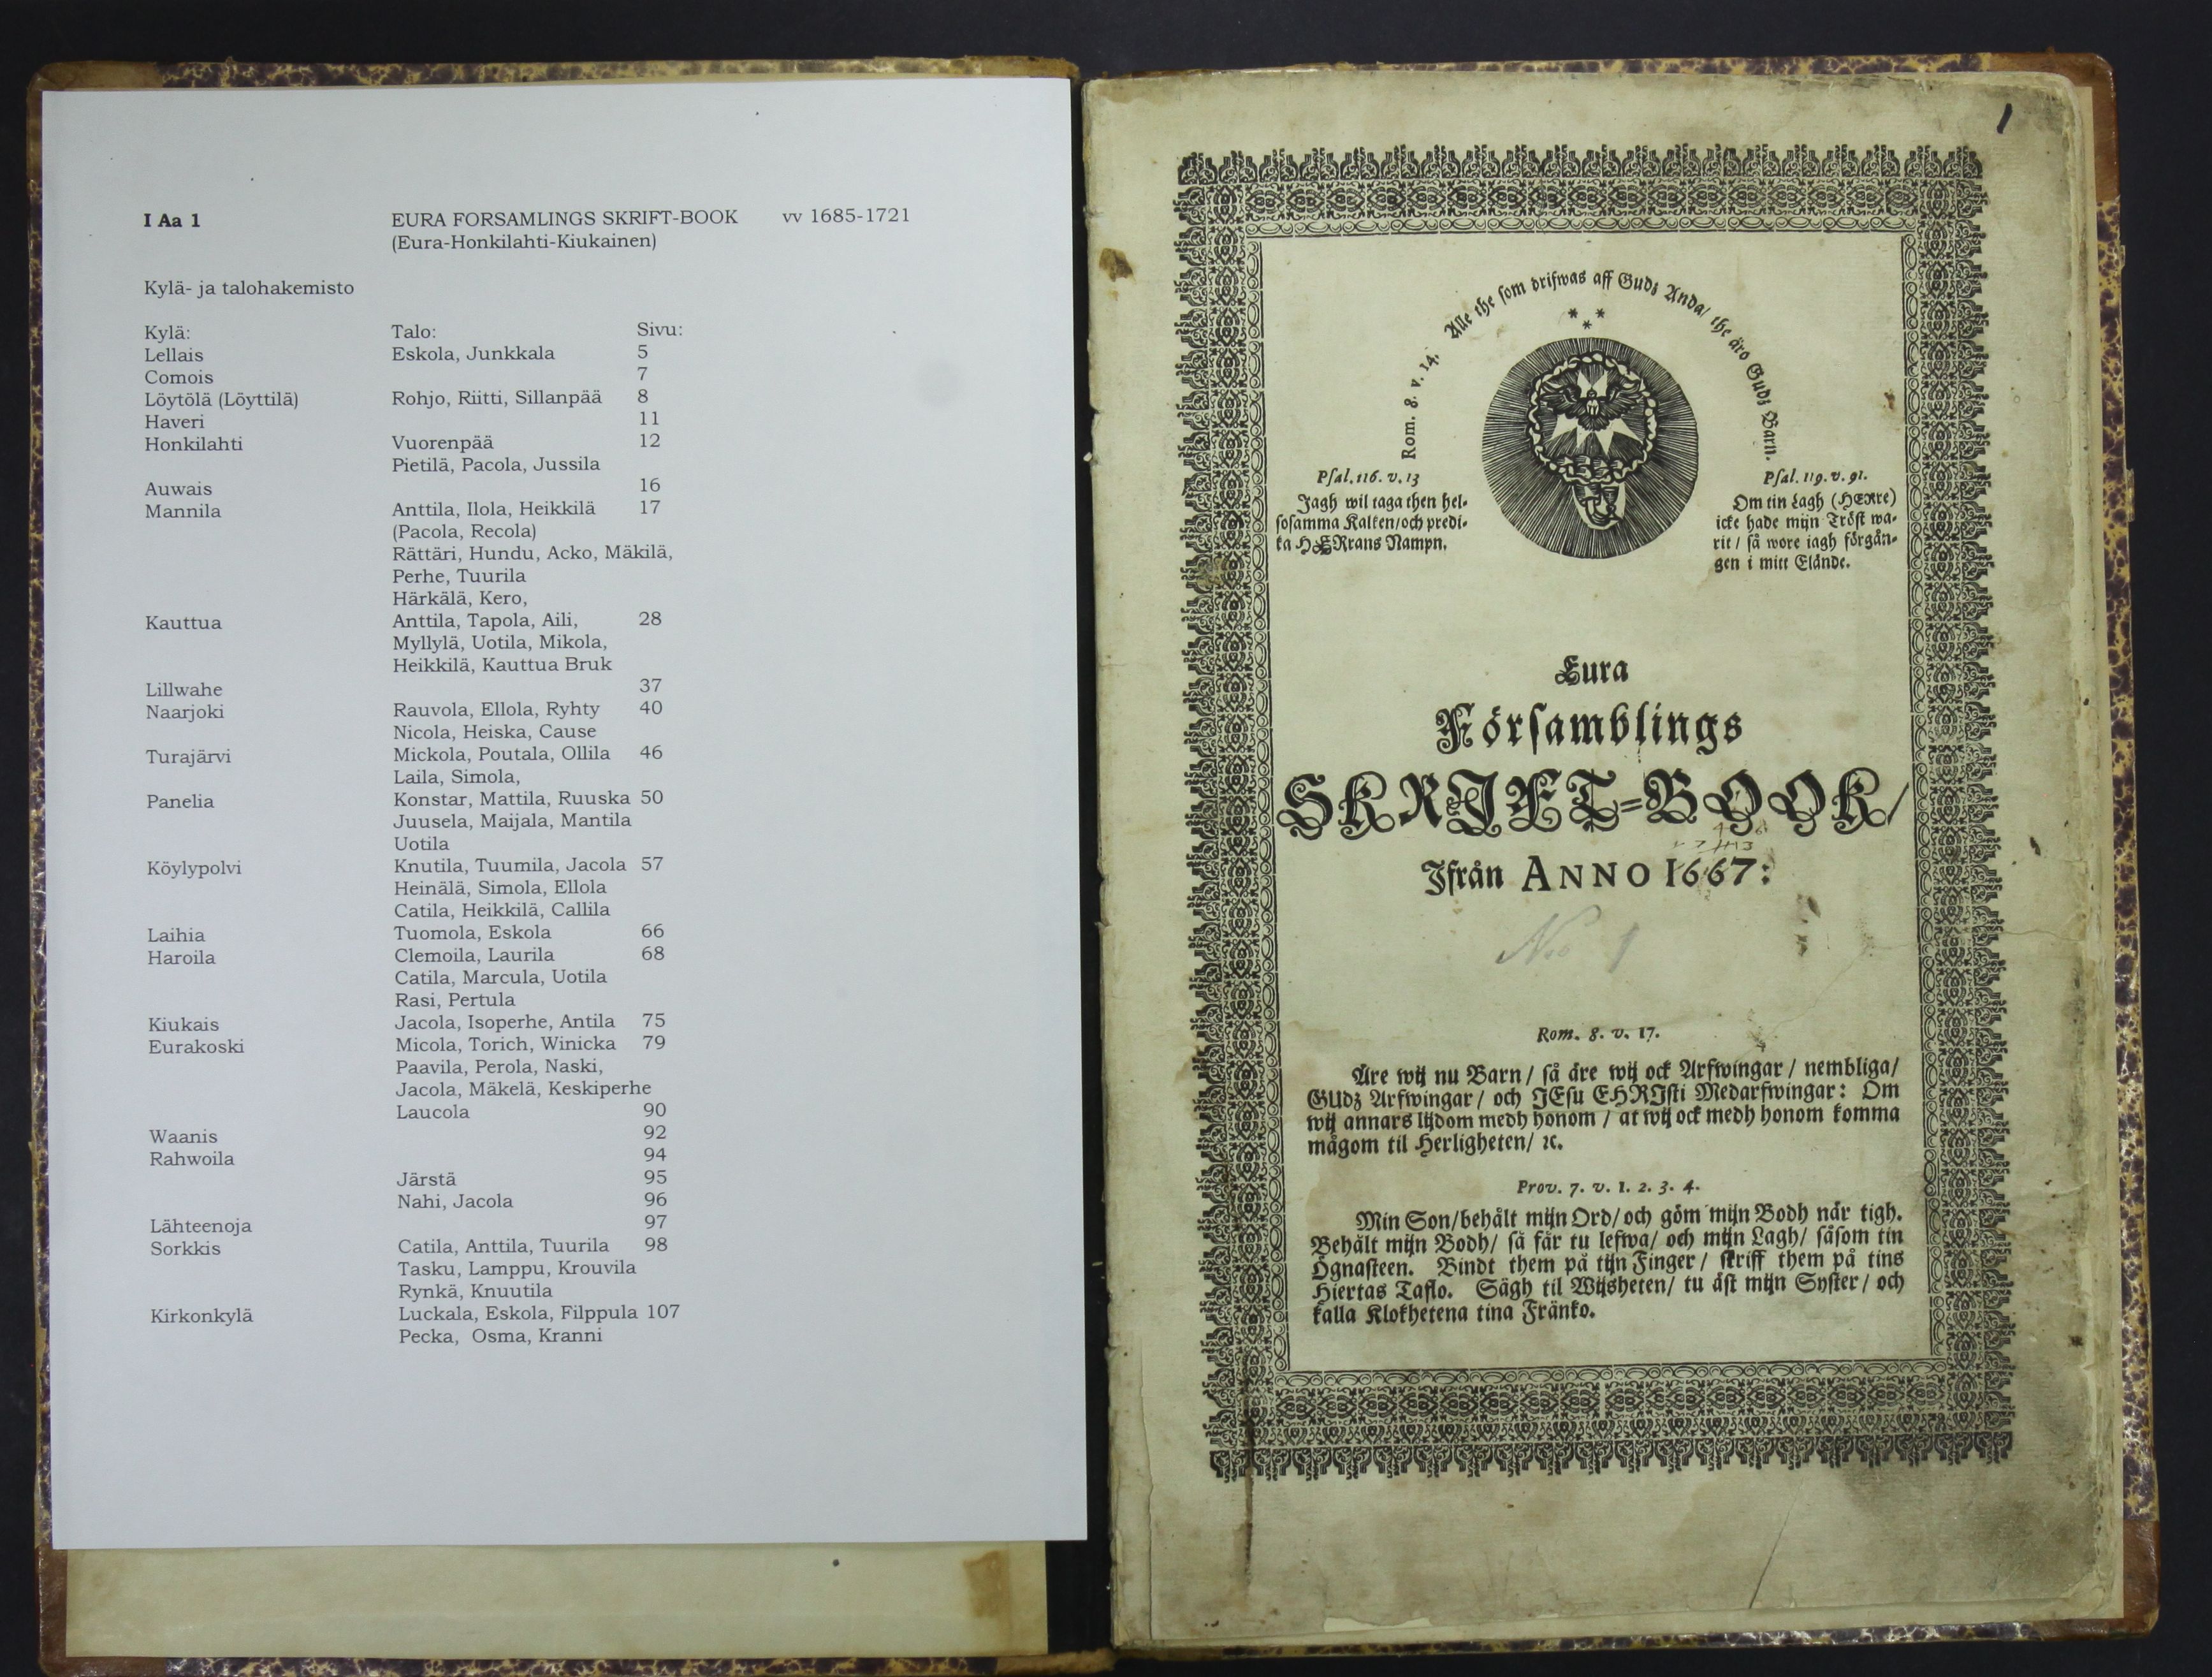 I Aa 1 EURA FORSAMLINGS SKRIFT-BOOK vv 1685-1721
(Eura-Honkilahti-Kiukainen)
Kylä- ja talohakemisto
Kylä: Talo: Sivu:
Lellais Eskola, Junkkala 5
Comois 7
Löytölä (Löyttilä) Rohjo, Riitti, Sillanpää 8
Haveri 11
Honkilahti Vuorenpää 12
Pietilä, Pacola, Jussila
Auwais 16
Mannila Anttila, Ilola, Heikkilä 17
(Pacola, Recola)
Rättäri, Hundu, Acko, Mäkilä,
Perhe, Tuurila
Härkälä, Kero,
Kauttua Anttila, Tapola, Aili, 28
Myllylä, Uotila, Mikola,
Heikkilä, Kauttua Bruk
Lillwahe 37
Naarjoki Rauvola, Ellola, Ryhty 40
Nicola, Heiska, Cause
Turajärvi Mickola, Poutala, Ollila 46
Laila, Simola,
Panelia Konstar, Mattila, Ruuska 50
Juusela, Maijala, Mantila
Uotila
Köylypolvi Knutila, Tuumila, Jacola 57
Heinälä, Simola, Ellola
Catila, Heikkilä, Callila
Laihia Tuomola, Eskola 66
Haroila Clemoila, Laurila 68
Catila, Marcula, Uotila
Rasi, Pertula
Kiukais Jacola, Isoperhe, Antila 75
Eurakoski Micola, Torich, Winicka 79
Paavila, Perola, Naski,
Jacola, Mäkelä, Keskiperhe
Laucola 90
Waanis 92
Rahwoila 94
Järstä 95
Nahi, Jacola 96
Lähteenoja 97
Sorkkis Catila, Anttila, Tuurila 98
Tasku, Lamppu, Krouvila
Rynkä, Knuutila
Kirkonkylä Luckala, Eskola, Filppula 107
Pecka, Osma, Kranni
1
Rom. 8. v. 14. Alle the som drifwas aff Gudz Anda/ the äro Gudz Barn.
Psal. 116. v. 13
Jagh wil taga then hel-
sosamma Kalken/och predi-
ka HERrans Nampn.
Psal. 119. v. 91.
Om tin Lagh (HERre)
icke hade mijn Tröst wa-
rit / så wore iagh förgån-
gen i mitt Elände.
Eura
Församblings
SKRIFT-BOOK/
Ifrån ANNO 1667:
No 1
Rom. 8. v. 17.
Äre wij nu Barn / så äre wij ock Arfwingar / nembliga/
GUdz Arfwingar / och JEsu CHRIsti Medarfwingar: Om
wij annars lijdom medh honom / at wij ock medh honom komma
mågom til Herligheten/ ꝛc.
Prov. 7. v. 1. 2. 3. 4.
Min Son/behålt mijn Ord/ och göm mijn Bodh när tigh.
Behålt mijn Bodh/ så får tu lefwa/ och mijn Lagh/ såsom tin
Ögnasteen. Bindt them på tijn Finger / skriff them på tins
Hiertas Taflo. Sägh til Wijsheten/ tu äst mijn Syster / och
kalla Klokhetena tina Fränko.